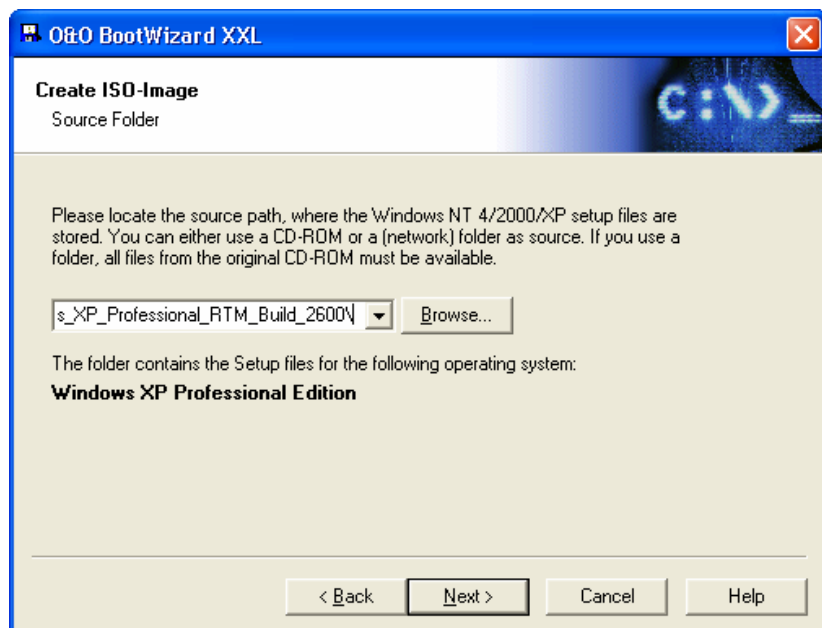 O&O BootWizard XXL
Create ISO-Image
Source Folder
C:\>_
Please locate the source path, where the Windows NT 4/2000/XP setup files are
stored. You can either use a CD-ROM or a (network) folder as source. If you use a
folder, all files from the original CD-ROM must be available.
s_XP_Professional_RTM_Build_2600\ Browse...
The folder contains the Setup files for the following operating system:
Windows XP Professional Edition
< Back Next > Cancel Help